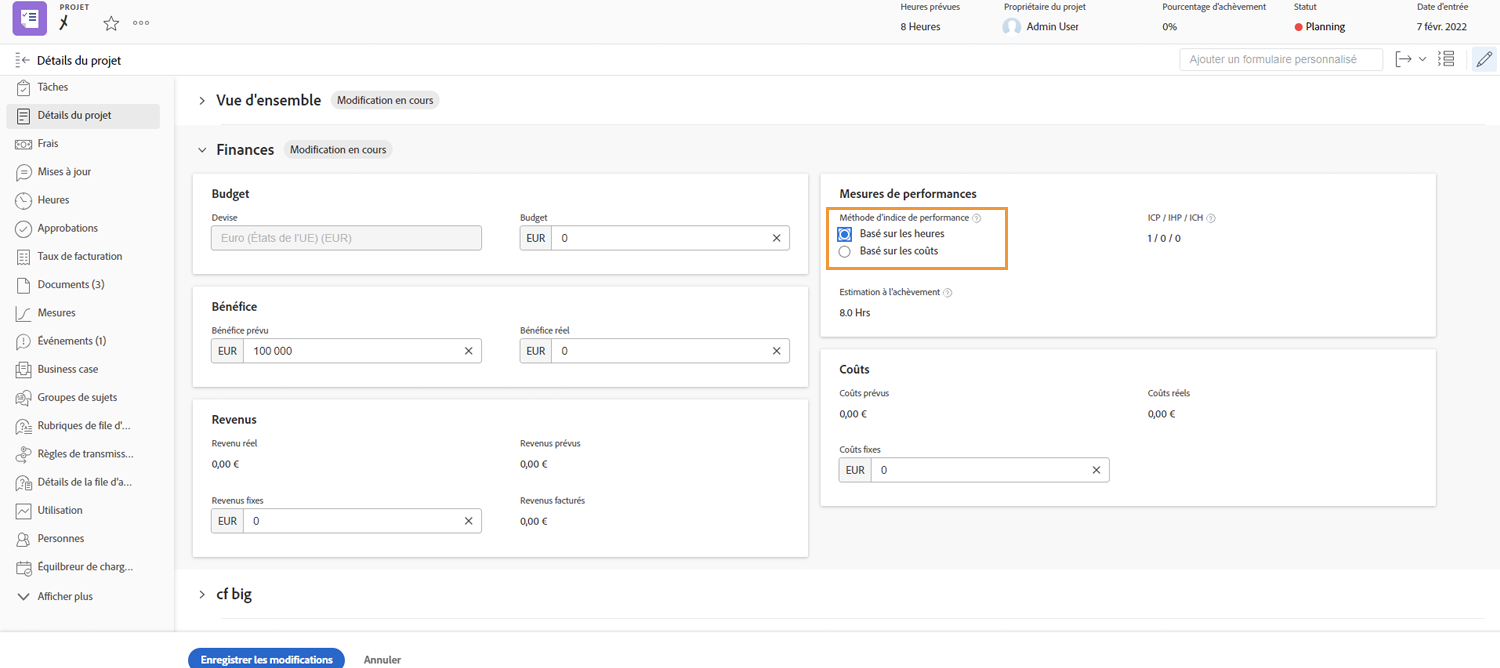 PROJET
Heures prévues
8 Heures
Propriétaire du projet
Admin User
Pourcentage d'achèvement
0%
Statut
Planning
Date d'entrée
7 févr. 2022
Détails du projet
Ajouter un formulaire personnalisé
Tâches
Détails du projet
Frais
Mises à jour
Heures
Approbations
Taux de facturation
Documents (3)
Mesures
Événements (1)
Business case
Groupes de sujets
Rubriques de file d'...
Règles de transmiss...
Détails de la file d'a...
Utilisation
Personnes
Équilbreur de charg...
Afficher plus
Vue d'ensemble
Modification en cours
Finances
Modification en cours
Budget
Devise
Euro (États de l'UE) (EUR)
Budget
EUR 0
Bénéfice
Bénéfice prévu
EUR 100 000
Bénéfice réel
EUR 0
Revenus
Revenu réel
0,00 €
Revenus prévus
0,00 €
Revenus fixes
EUR 0
Revenus facturés
0,00 €
Mesures de performances
Méthode d'indice de performance
Basé sur les heures
Basé sur les coûts
ICP / IHP / ICH
1 / 0 / 0
Estimation à l'achèvement
8.0 Hrs
Coûts
Coûts prévus
0,00 €
Coûts réels
0,00 €
Coûts fixes
EUR 0
cf big
Enregistrer les modifications
Annuler